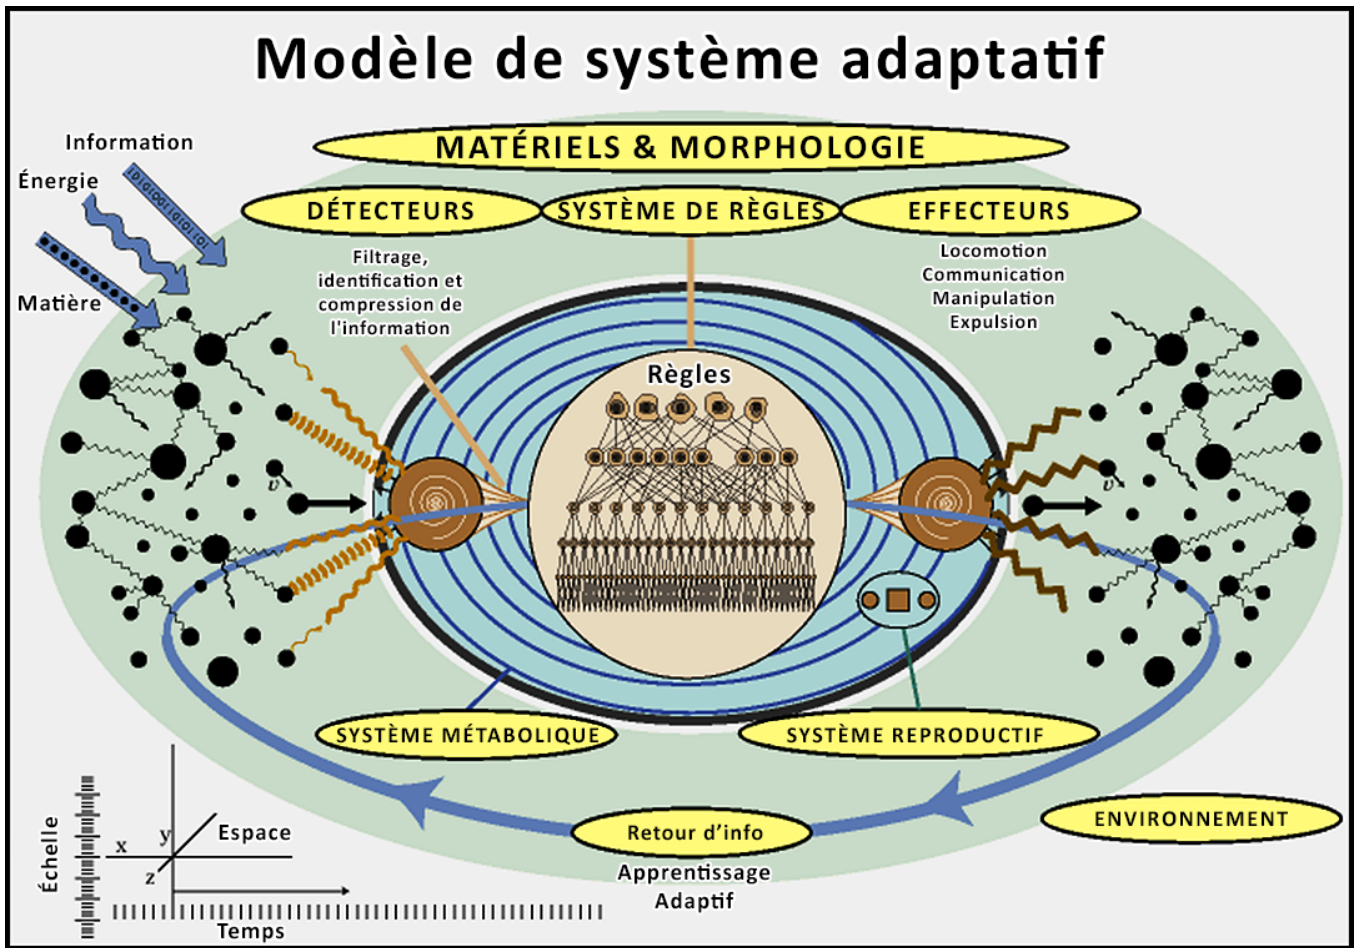 Modèle de système adaptatif
Information
Énergie
Matière
MATÉRIELS & MORPHOLOGIE
DÉTECTEURS
SYSTÈME DE RÈGLES
EFFECTEURS
Filtrage,
identification et
compression de
l'information
Locomotion
Communication
Manipulation
Expulsion
Règles
v
v
SYSTÈME MÉTABOLIQUE
SYSTÈME REPRODUCTIF
Retour d’info
Apprentissage
Adaptif
ENVIRONNEMENT
Échelle
x
y
z
Espace
Temps